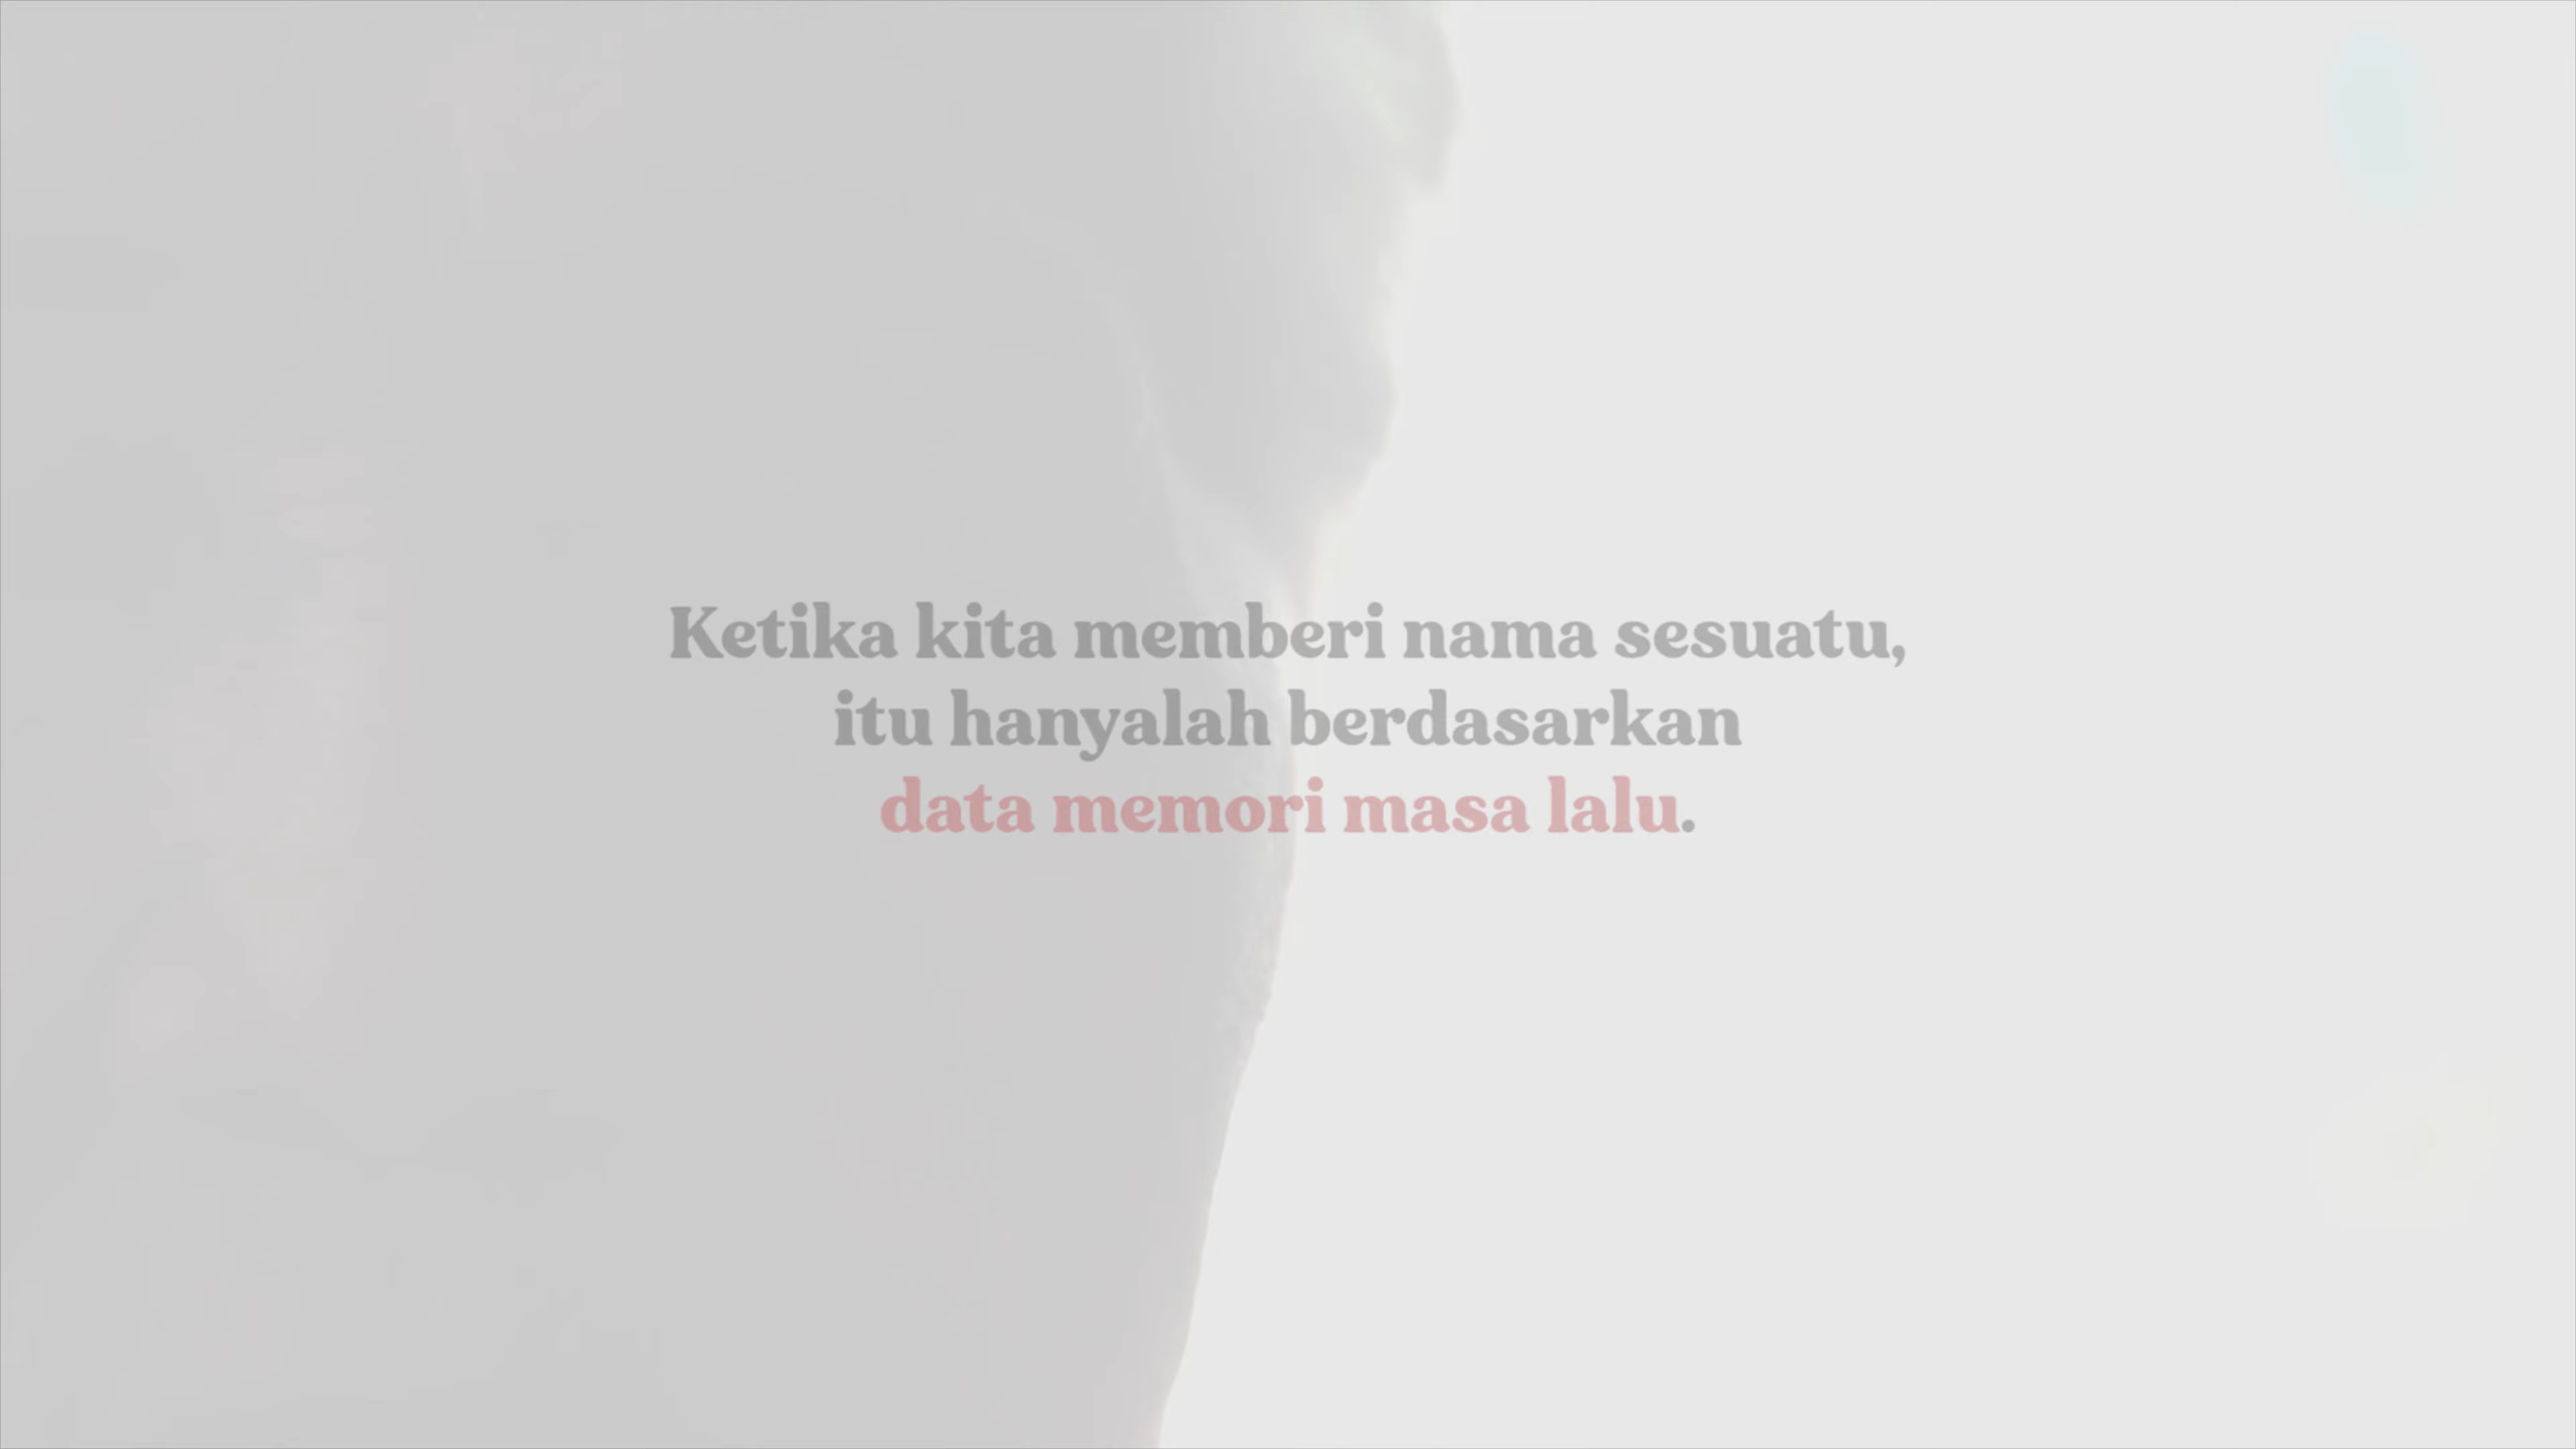 Ketika kita memberi nama sesuatu,
itu hanyalah berdasarkan
data memori masa lalu.